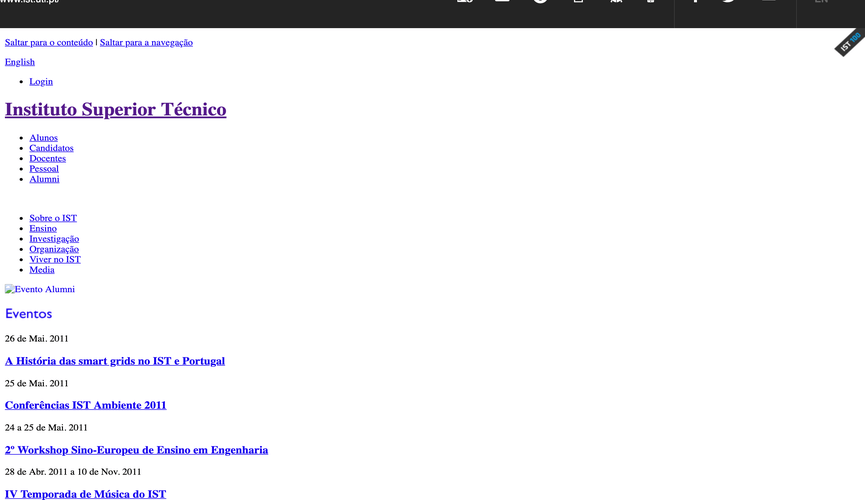 www.ist.utl.pt/
EN
Saltar para o conteúdo | Saltar para a navegação
IST 100
English
Login
Instituto Superior Técnico
Alunos
Candidatos
Docentes
Pessoal
Alumni
Sobre o IST
Ensino
Investigação
Organização
Viver no IST
Media
Evento Alumni
Eventos
26 de Mai. 2011
A História das smart grids no IST e Portugal
25 de Mai. 2011
Conferências IST Ambiente 2011
24 a 25 de Mai. 2011
2º Workshop Sino-Europeu de Ensino em Engenharia
28 de Abr. 2011 a 10 de Nov. 2011
IV Temporada de Música do IST